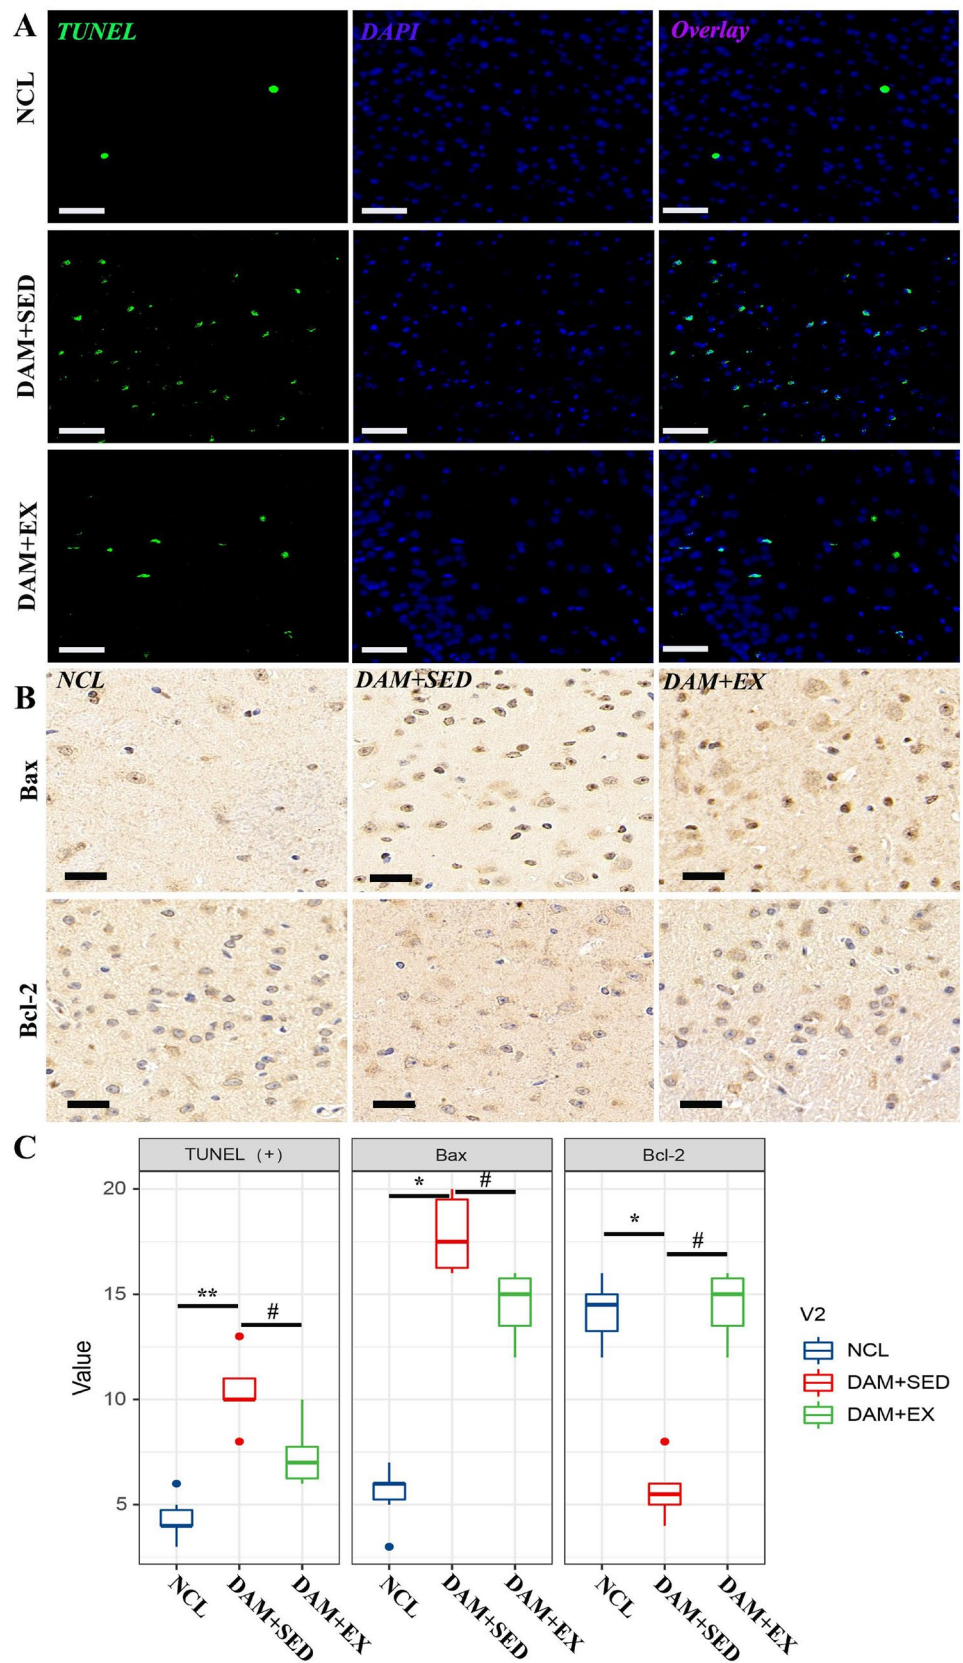 A
TUNEL
DAPI
Overlay
NCL
DAM+SED
DAM+EX
B
NCL
DAM+SED
DAM+EX
Bax
Bcl-2
C
TUNEL (+)
Bax
Bcl-2
Value
20
15
10
5
**
#
*
#
*
#
V2
NCL
DAM+SED
DAM+EX
NCL
DAM+SED
DAM+EX
NCL
DAM+SED
DAM+EX
NCL
DAM+SED
DAM+EX